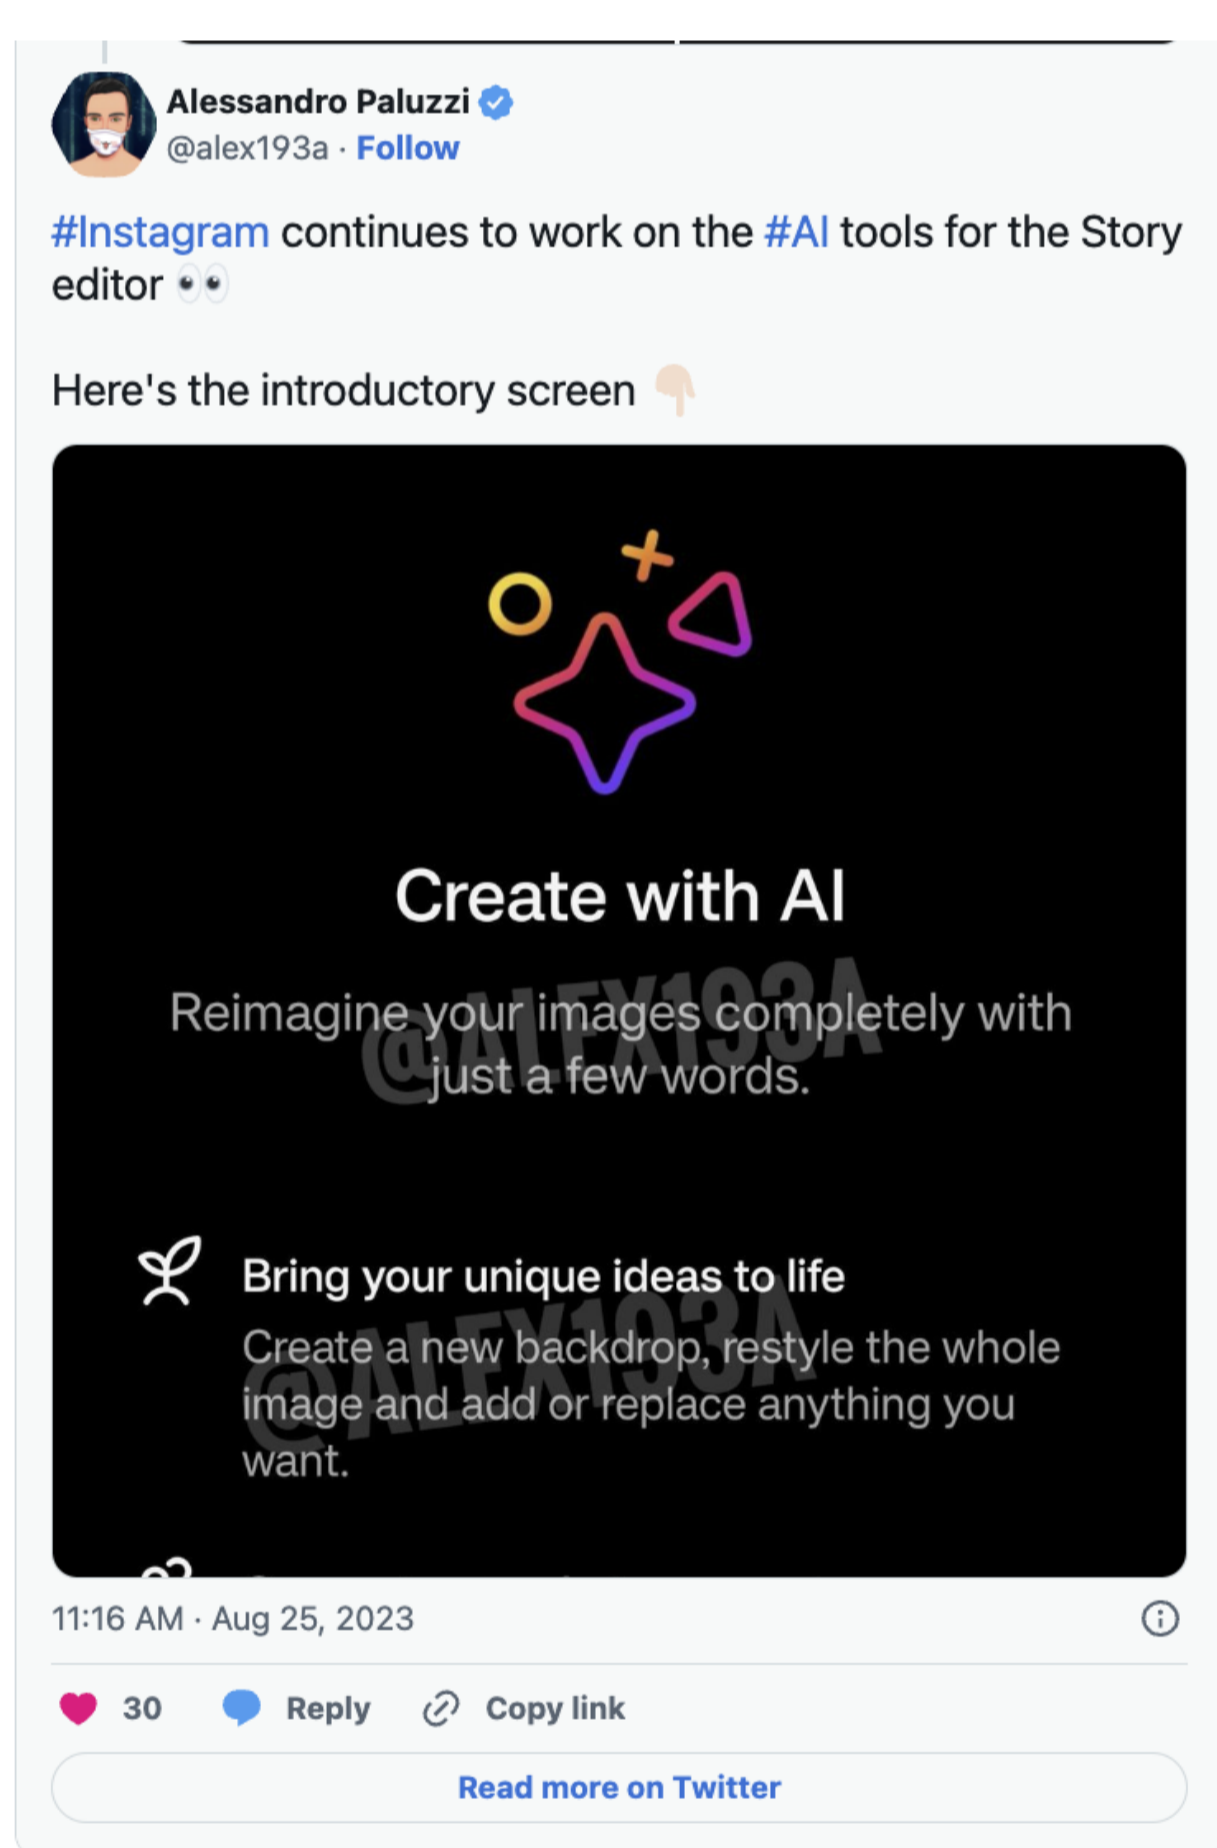 Alessandro Paluzzi
@alex193a · Follow
#Instagram continues to work on the #AI tools for the Story
editor 👀
Here's the introductory screen 👇🏻
Create with AI
@ALEX193A
Reimagine your images completely with
just a few words.
Bring your unique ideas to life
@ALEX193A
Create a new backdrop, restyle the whole
image and add or replace anything you
want.
11:16 AM · Aug 25, 2023
30 Reply Copy link
Read more on Twitter